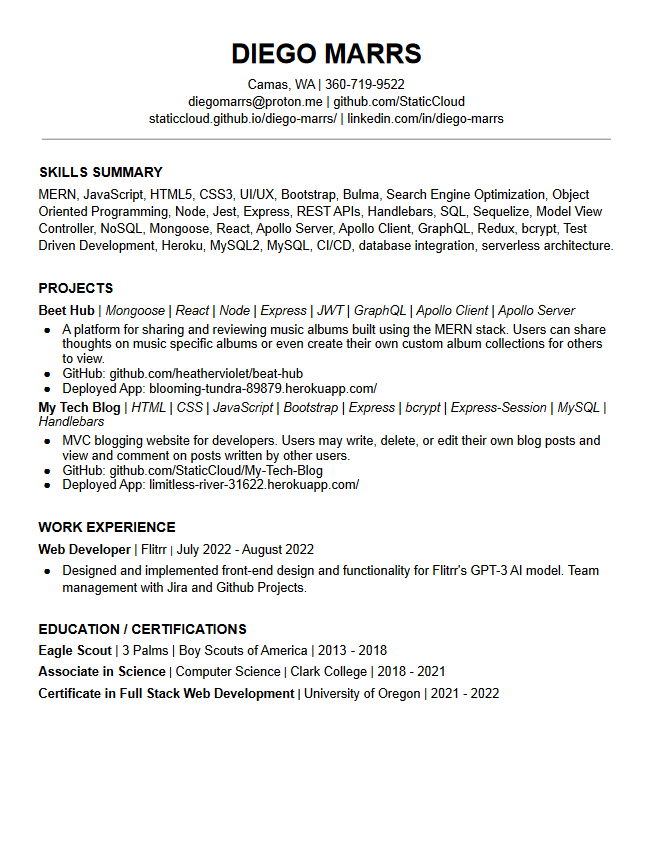 DIEGO MARRS
Camas, WA | 360-719-9522
diegomarrs@proton.me | github.com/StaticCloud
staticcloud.github.io/diego-marrs/ | linkedin.com/in/diego-marrs
SKILLS SUMMARY
MERN, JavaScript, HTML5, CSS3, UI/UX, Bootstrap, Bulma, Search Engine Optimization, Object
Oriented Programming, Node, Jest, Express, REST APIs, Handlebars, SQL, Sequelize, Model View
Controller, NoSQL, Mongoose, React, Apollo Server, Apollo Client, GraphQL, Redux, bcrypt, Test
Driven Development, Heroku, MySQL2, MySQL, CI/CD, database integration, serverless architecture.
PROJECTS
Beet Hub | Mongoose | React | Node | Express | JWT | GraphQL | Apollo Client | Apollo Server
● A platform for sharing and reviewing music albums built using the MERN stack. Users can share
thoughts on music specific albums or even create their own custom album collections for others
to view.
● GitHub: github.com/heatherviolet/beat-hub
● Deployed App: blooming-tundra-89879.herokuapp.com/
My Tech Blog | HTML | CSS | JavaScript | Bootstrap | Express | bcrypt | Express-Session | MySQL |
Handlebars
● MVC blogging website for developers. Users may write, delete, or edit their own blog posts and
view and comment on posts written by other users.
● GitHub: github.com/StaticCloud/My-Tech-Blog
● Deployed App: limitless-river-31622.herokuapp.com/
WORK EXPERIENCE
Web Developer | Flitrr | July 2022 - August 2022
● Designed and implemented front-end design and functionality for Flitrr's GPT-3 AI model. Team
management with Jira and Github Projects.
EDUCATION / CERTIFICATIONS
Eagle Scout | 3 Palms | Boy Scouts of America | 2013 - 2018
Associate in Science | Computer Science | Clark College | 2018 - 2021
Certificate in Full Stack Web Development | University of Oregon | 2021 - 2022